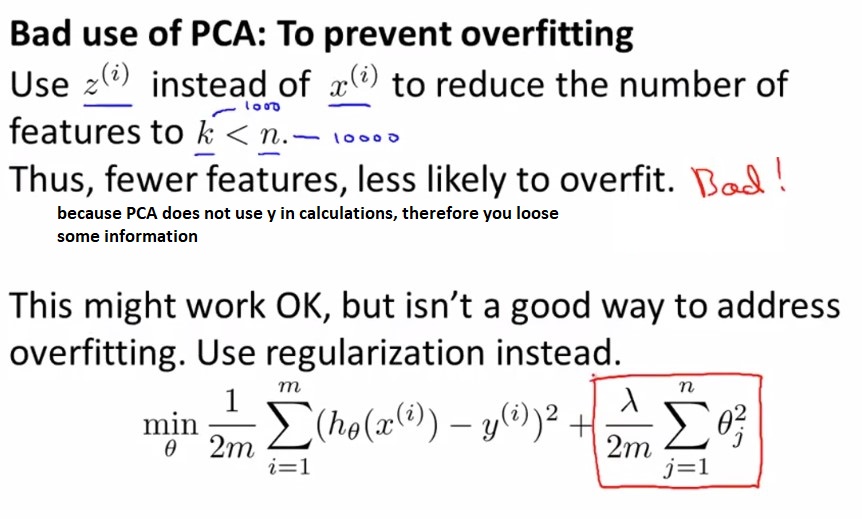 Bad use of PCA: To prevent overfitting
Use z^{(i)} instead of x^{(i)} to reduce the number of
1000
features to k < n. — 10000
Thus, fewer features, less likely to overfit. Bad!
because PCA does not use y in calculations, therefore you loose
some information
This might work OK, but isn't a good way to address
overfitting. Use regularization instead.
\min_{\theta} \frac{1}{2m} \sum_{i=1}^{m} (h_{\theta}(x^{(i)}) - y^{(i)})^2 + \frac{\lambda}{2m} \sum_{j=1}^{n} \theta_j^2